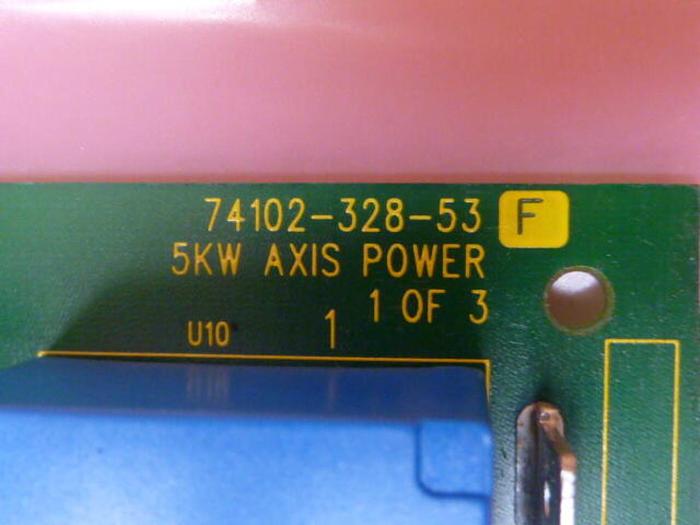 74102-328-53 F
5KW AXIS POWER
1 OF 3
U10 1